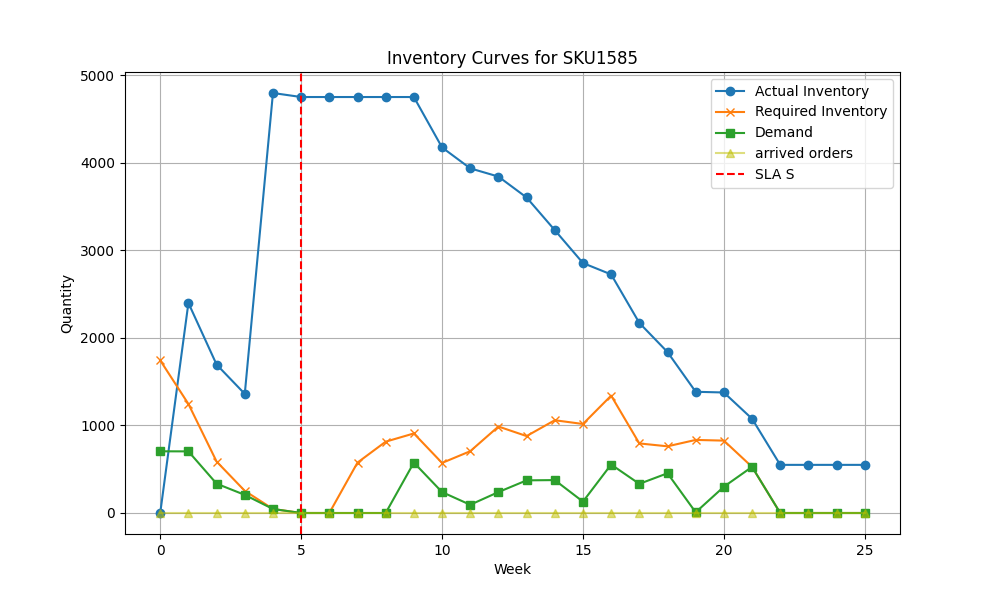 Inventory Curves for SKU1585
5000
4000
3000
2000
1000
0
Quantity
Actual Inventory
Required Inventory
Demand
arrived orders
SLA S
0 5 10 15 20 25
Week